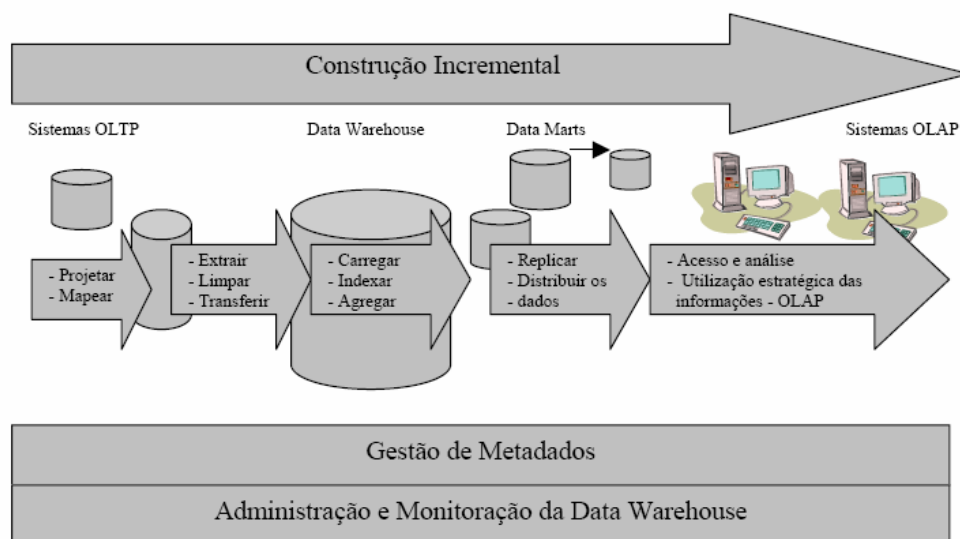 Construção Incremental
Sistemas OLTP
Data Warehouse
Data Marts
Sistemas OLAP
- Projetar
- Mapear
- Extrair
- Limpar
- Transferir
- Carregar
- Indexar
- Agregar
- Replicar
- Distribuir os
- dados
- Acesso e análise
- Utilização estratégica das
informações - OLAP
Gestão de Metadados
Administração e Monitoração da Data Warehouse